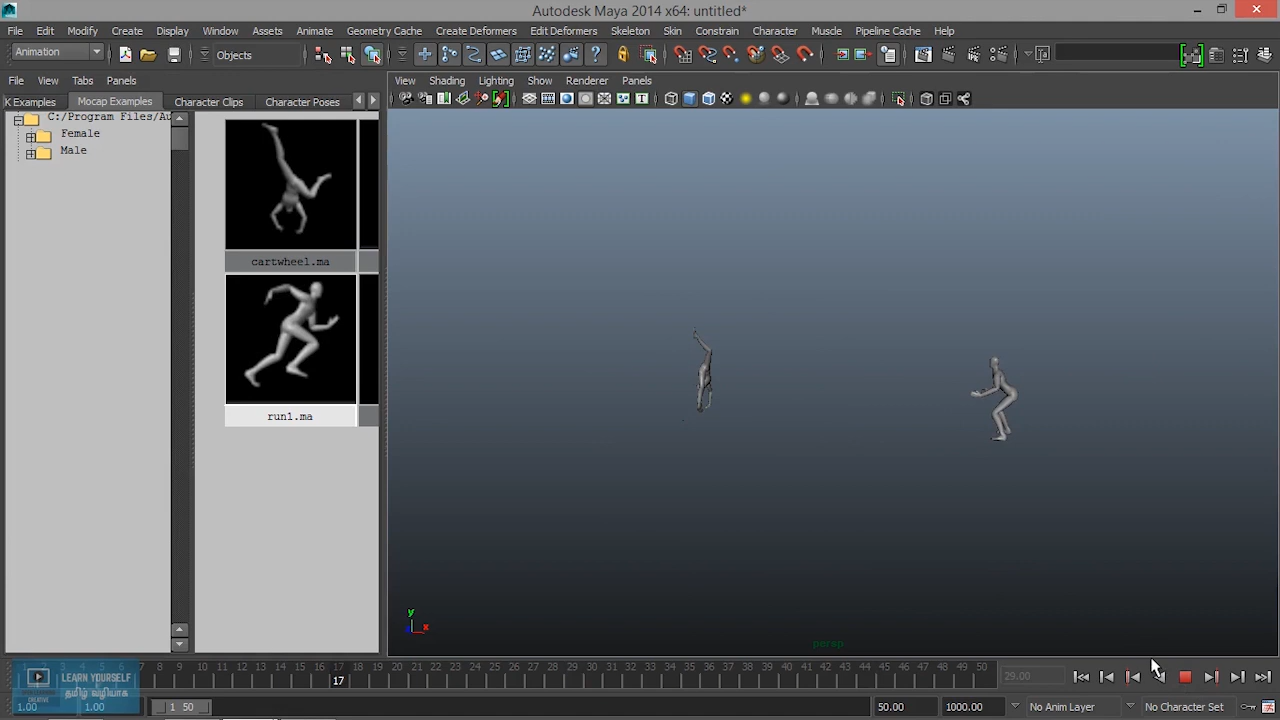 Autodesk Maya 2014 x64: untitled*
File Edit Modify Create Display Window Assets Animate Geometry Cache Create Deformers Edit Deformers Skeleton Skin Constraint Character Muscle Pipeline Cache Help
Animation Objects
File View Tabs Panels View Shading Lighting Show Renderer Panels
K Examples Mocap Examples Character Clips Character Poses
C:/Program Files/Au
Female
Male
cartwheel.ma
run1.ma
y
x
persp
1 2 3 4 5 6 7 8 9 10 11 12 13 14 15 16 17 18 19 20 21 22 23 24 25 26 27 28 29 30 31 32 33 34 35 36 37 38 39 40 41 42 43 44 45 46 47 48 49 50
17 29.00
LEARN YOURSELF
தமிழ் வழியாக
CREATIVE
1.00 1.00 1 50 50.00 1000.00 No Anim Layer No Character Set